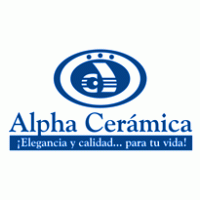 Alpha Cerámica
¡Elegancia y calidad... para tu vida!